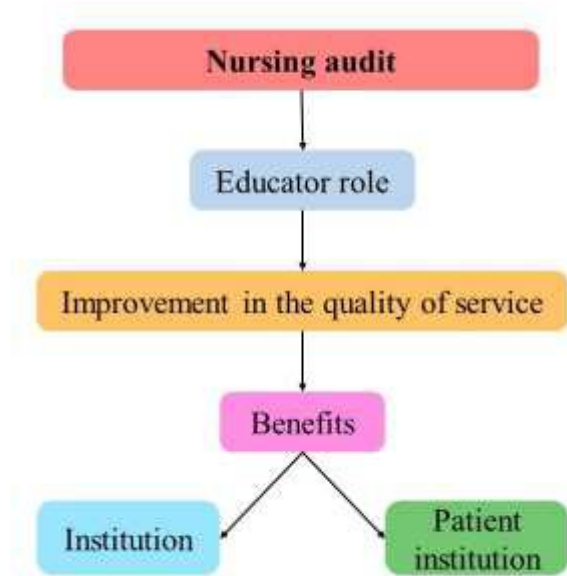 Nursing audit
Educator role
Improvement in the quality of service
Benefits
Institution
Patient
institution